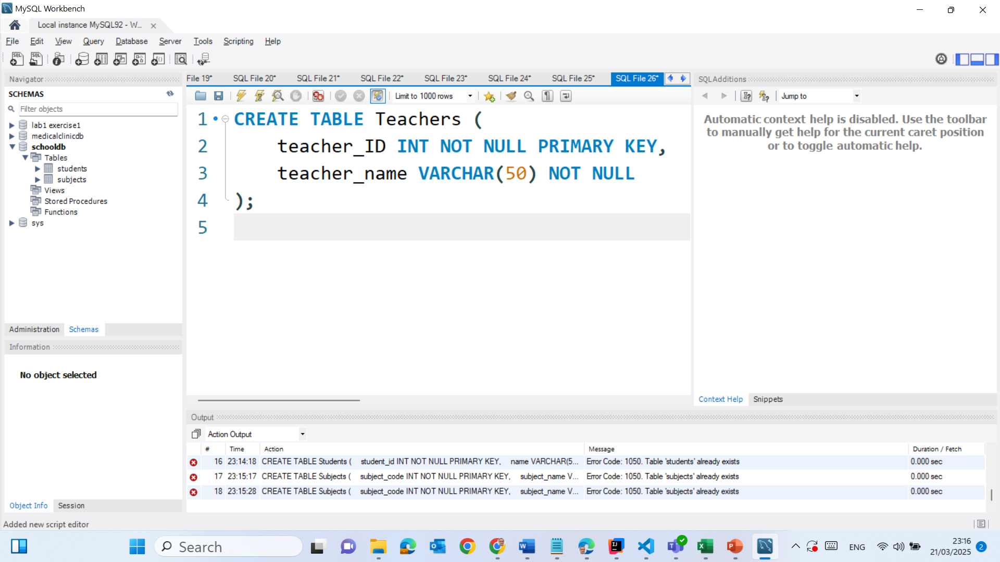 MySQL Workbench
Local instance MySQL92 - W...
File Edit View Query Database Server Tools Scripting Help
Navigator
SCHEMAS
Filter objects
lab1 exercise1
medicalclinicdb
schooldb
Tables
students
subjects
Views
Stored Procedures
Functions
sys
Administration Schemas
Information
No object selected
Object Info Session
File 19* SQL File 20* SQL File 21* SQL File 22* SQL File 23* SQL File 24* SQL File 25* SQL File 26*
Limit to 1000 rows
1 CREATE TABLE Teachers (
2 teacher_ID INT NOT NULL PRIMARY KEY,
3 teacher_name VARCHAR(50) NOT NULL
4 );
5
SQLAdditions
Jump to
Automatic context help is disabled. Use the toolbar
to manually get help for the current caret position
or to toggle automatic help.
Context Help Snippets
Output
Action Output
# Time Action Message Duration / Fetch
16 23:14:18 CREATE TABLE Students ( student_id INT NOT NULL PRIMARY KEY, name VARCHAR(5... Error Code: 1050. Table 'students' already exists 0.000 sec
17 23:15:17 CREATE TABLE Subjects ( subject_code INT NOT NULL PRIMARY KEY, subject_name V... Error Code: 1050. Table 'subjects' already exists 0.000 sec
18 23:15:28 CREATE TABLE Subjects ( subject_code INT NOT NULL PRIMARY KEY, subject_name V... Error Code: 1050. Table 'subjects' already exists 0.000 sec
Added new script editor
Search
ENG
23:16
21/03/2025
2